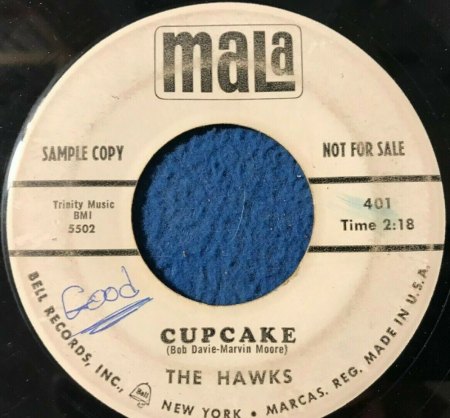 mala
SAMPLE COPY
NOT FOR SALE
Trinity Music
BMI
5502
401
Time 2:18
Good
CUPCAKE
(Bob Davie-Marvin Moore)
THE HAWKS
BELL RECORDS, INC., Bell NEW YORK • MARCAS. REG. MADE IN U.S.A.